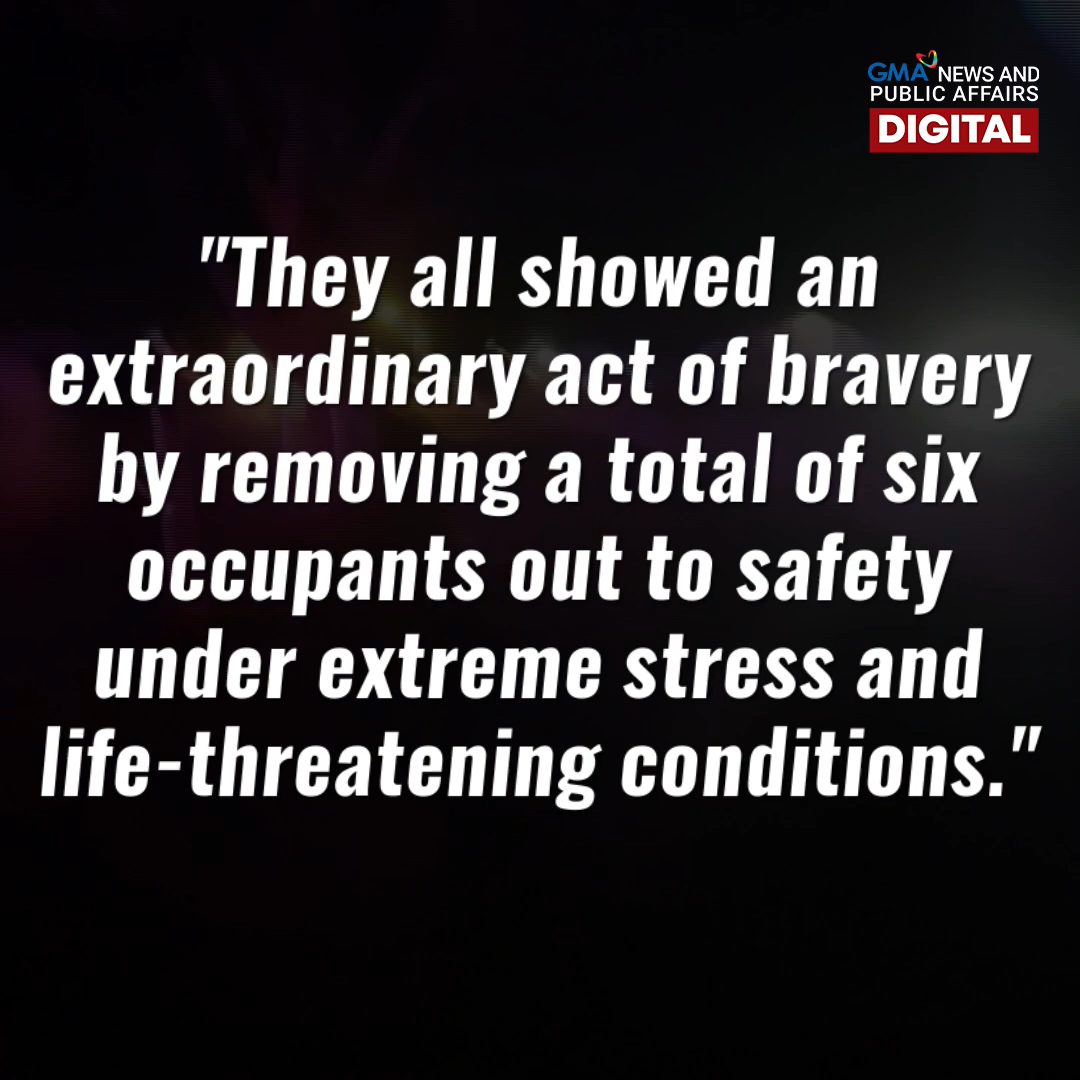 GMA NEWS AND
PUBLIC AFFAIRS
DIGITAL
"They all showed an
extraordinary act of bravery
by removing a total of six
occupants out to safety
under extreme stress and
life-threatening conditions."